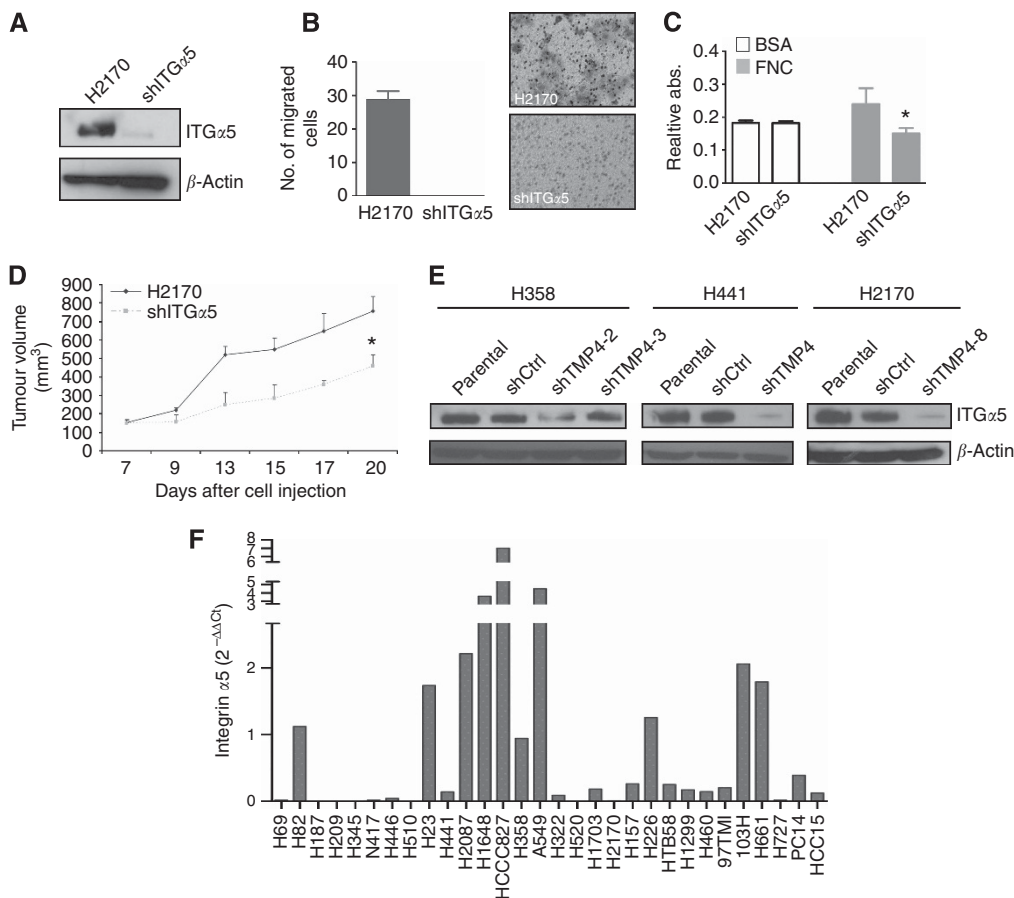 A
H2170
shITGα5
ITGα5
β-Actin
B
No. of migrated
cells
40
30
20
10
0
H2170 shITGα5
H2170
shITGα5
C
BSA
FNC
Realtive abs.
0.4
0.3
0.2
0.1
0.0
*
H2170
shITGα5
H2170
shITGα5
D
Tumour volume
(mm3)
900
800
700
600
500
400
300
200
100
0
H2170
shITGα5
*
7 9 13 15 17 20
Days after cell injection
E
H358 H441 H2170
Parental
shCtrl
shTMP4-2
shTMP4-3
Parental
shCtrl
shTMP4
Parental
shCtrl
shTMP4-8
ITGα5
β-Actin
F
Integrin α5 (2−ΔΔCt)
8
7
6
5
4
3
2
1
0
H69
H82
H187
H209
H345
N417
H446
H510
H23
H441
H2087
H1648
HCCC827
H358
A549
H322
H520
H1703
H2170
H157
H226
HTB58
H1299
H460
97TMI
103H
H661
H727
PC14
HCC15